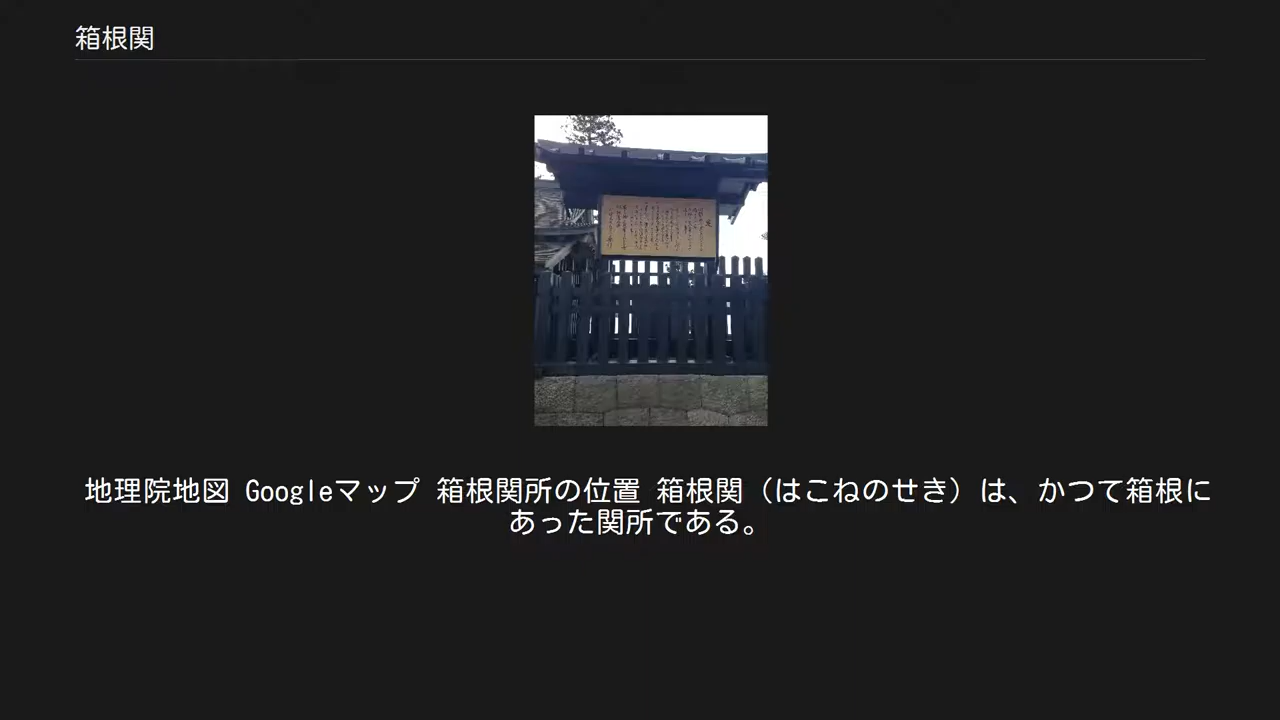 箱根関
地理院地図 Googleマップ 箱根関所の位置 箱根関（はこねのせき）は、かつて箱根に
あった関所である。